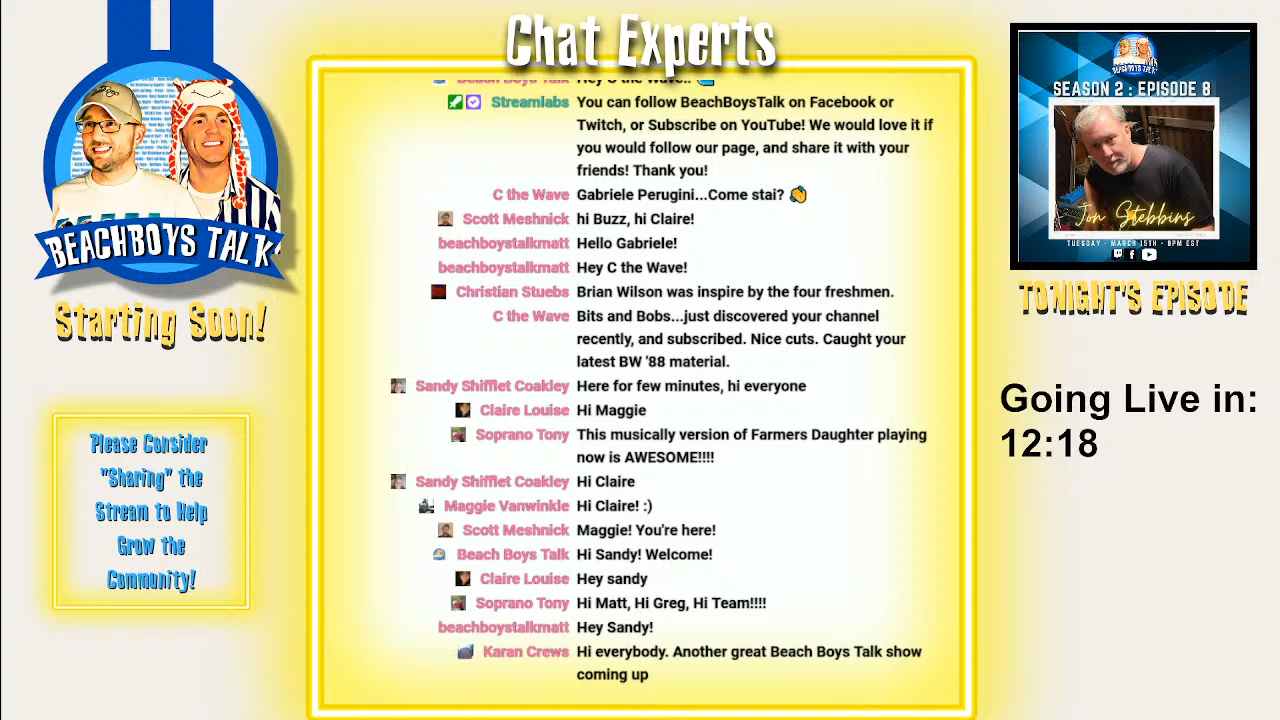 Chat Experts
BEACHBOYS TALK
Starting Soon!
Please Consider
"Sharing" the
Stream to Help
Grow the
Community!
Beach Boys Talk Hey C the Wave..
Streamlabs You can follow BeachBoysTalk on Facebook or
Twitch, or Subscribe on YouTube! We would love it if
you would follow our page, and share it with your
friends! Thank you!
C the Wave Gabriele Perugini...Come stai? 👏
Scott Meshnick hi Buzz, hi Claire!
beachboystalkmatt Hello Gabriele!
beachboystalkmatt Hey C the Wave!
Christian Stuebs Brian Wilson was inspire by the four freshmen.
C the Wave Bits and Bobs...just discovered your channel
recently, and subscribed. Nice cuts. Caught your
latest BW '88 material.
Sandy Shifflet Coakley Here for few minutes, hi everyone
Claire Louise Hi Maggie
Soprano Tony This musically version of Farmers Daughter playing
now is AWESOME!!!!
Sandy Shifflet Coakley Hi Claire
Maggie Vanwinkle Hi Claire! :)
Scott Meshnick Maggie! You're here!
Beach Boys Talk Hi Sandy! Welcome!
Claire Louise Hey sandy
Soprano Tony Hi Matt, Hi Greg, Hi Team!!!!
beachboystalkmatt Hey Sandy!
Karan Crews Hi everybody. Another great Beach Boys Talk show
coming up
BEACHBOYS TALK
SEASON 2 : EPISODE 8
Jon Stebbins
TUESDAY - MARCH 15TH - 8PM EST
TONIGHT'S EPISODE
Going Live in:
12:18